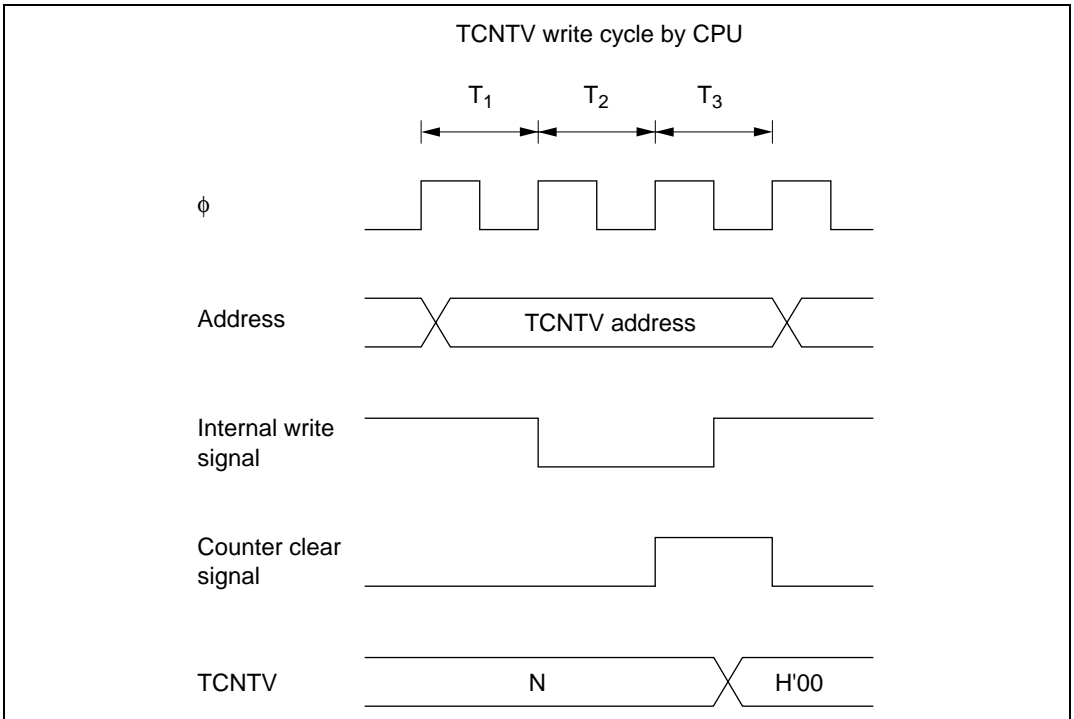 TCNTV write cycle by CPU
T1 T2 T3
ϕ
Address
TCNTV address
Internal write
signal
Counter clear
signal
TCNTV
N
H'00